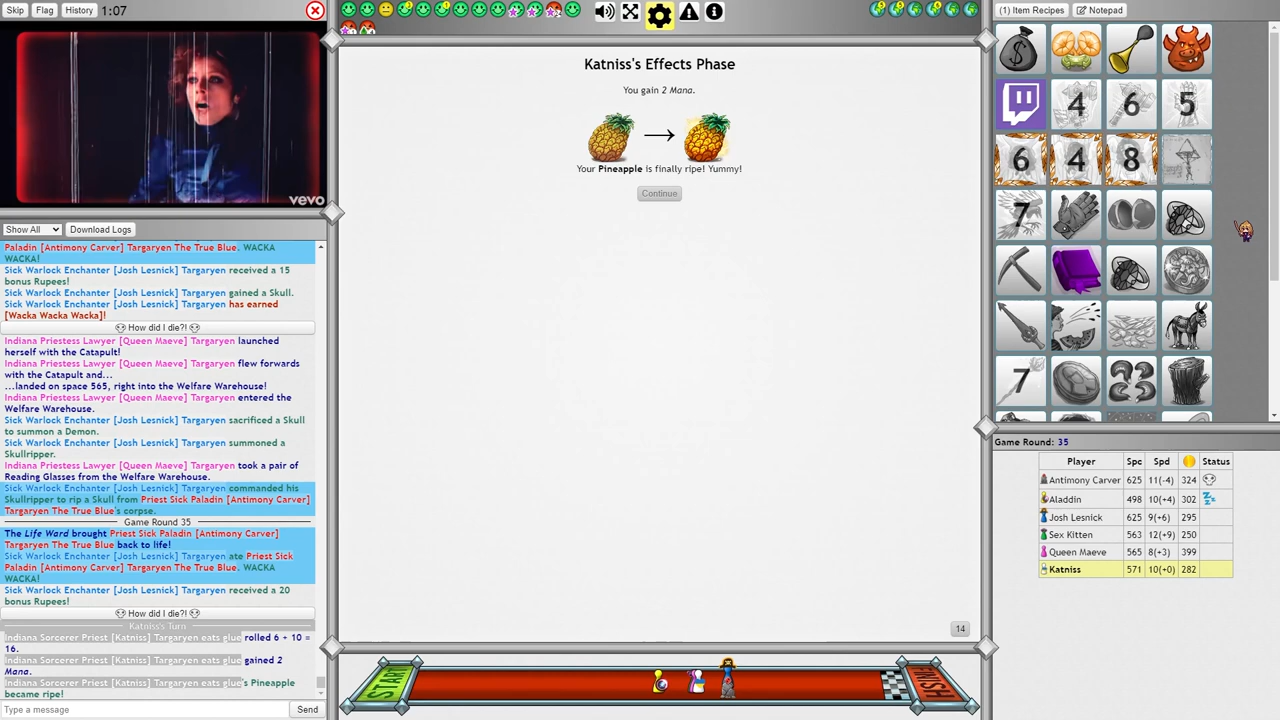 Skip
Flag
History
1:07
vevo
Show All
Download Logs
Paladin [Antimony Carver] Targaryen The True Blue. WACKA
WACKA!
Sick Warlock Enchanter [Josh Lesnick] Targaryen received a 15
bonus Rupees!
Sick Warlock Enchanter [Josh Lesnick] Targaryen gained a Skull.
Sick Warlock Enchanter [Josh Lesnick] Targaryen has earned
[Wacka Wacka Wacka]!
How did I die?!
Indiana Priestess Lawyer [Queen Maeve] Targaryen launched
herself with the Catapult!
Indiana Priestess Lawyer [Queen Maeve] Targaryen flew forwards
with the Catapult and...
...landed on space 565, right into the Welfare Warehouse!
Indiana Priestess Lawyer [Queen Maeve] Targaryen entered the
Welfare Warehouse.
Sick Warlock Enchanter [Josh Lesnick] Targaryen sacrificed a Skull
to summon a Demon.
Sick Warlock Enchanter [Josh Lesnick] Targaryen summoned a
Skullripper.
Indiana Priestess Lawyer [Queen Maeve] Targaryen took a pair of
Reading Glasses from the Welfare Warehouse.
Sick Warlock Enchanter [Josh Lesnick] Targaryen commanded his
Skullripper to rip a Skull from Priest Sick Paladin [Antimony Carver]
Targaryen The True Blue's corpse.
Game Round 35
The Life Ward brought Priest Sick Paladin [Antimony Carver]
Targaryen The True Blue back to life!
Sick Warlock Enchanter [Josh Lesnick] Targaryen ate Priest Sick
Paladin [Antimony Carver] Targaryen The True Blue. WACKA
WACKA!
Sick Warlock Enchanter [Josh Lesnick] Targaryen received a 20
bonus Rupees!
How did I die?!
Katniss's Turn
Indiana Sorcerer Priest [Katniss] Targaryen eats glue rolled 6 + 10 =
16.
Indiana Sorcerer Priest [Katniss] Targaryen eats glue gained 2
Mana.
Indiana Sorcerer Priest [Katniss] Targaryen eats glue's Pineapple
became ripe!
Type a message
Send
Katniss's Effects Phase
You gain 2 Mana.
Your Pineapple is finally ripe! Yummy!
Continue
14
START
FINISH
(1) Item Recipes
Notepad
4 6 5
6 4 8
7
7
Game Round: 35
Player Spc Spd Status
Antimony Carver 625 11(-4) 324
Aladdin 498 10(+4) 302
Josh Lesnick 625 9(+6) 295
Sex Kitten 563 12(+9) 250
Queen Maeve 565 8(+3) 399
Katniss 571 10(+0) 282